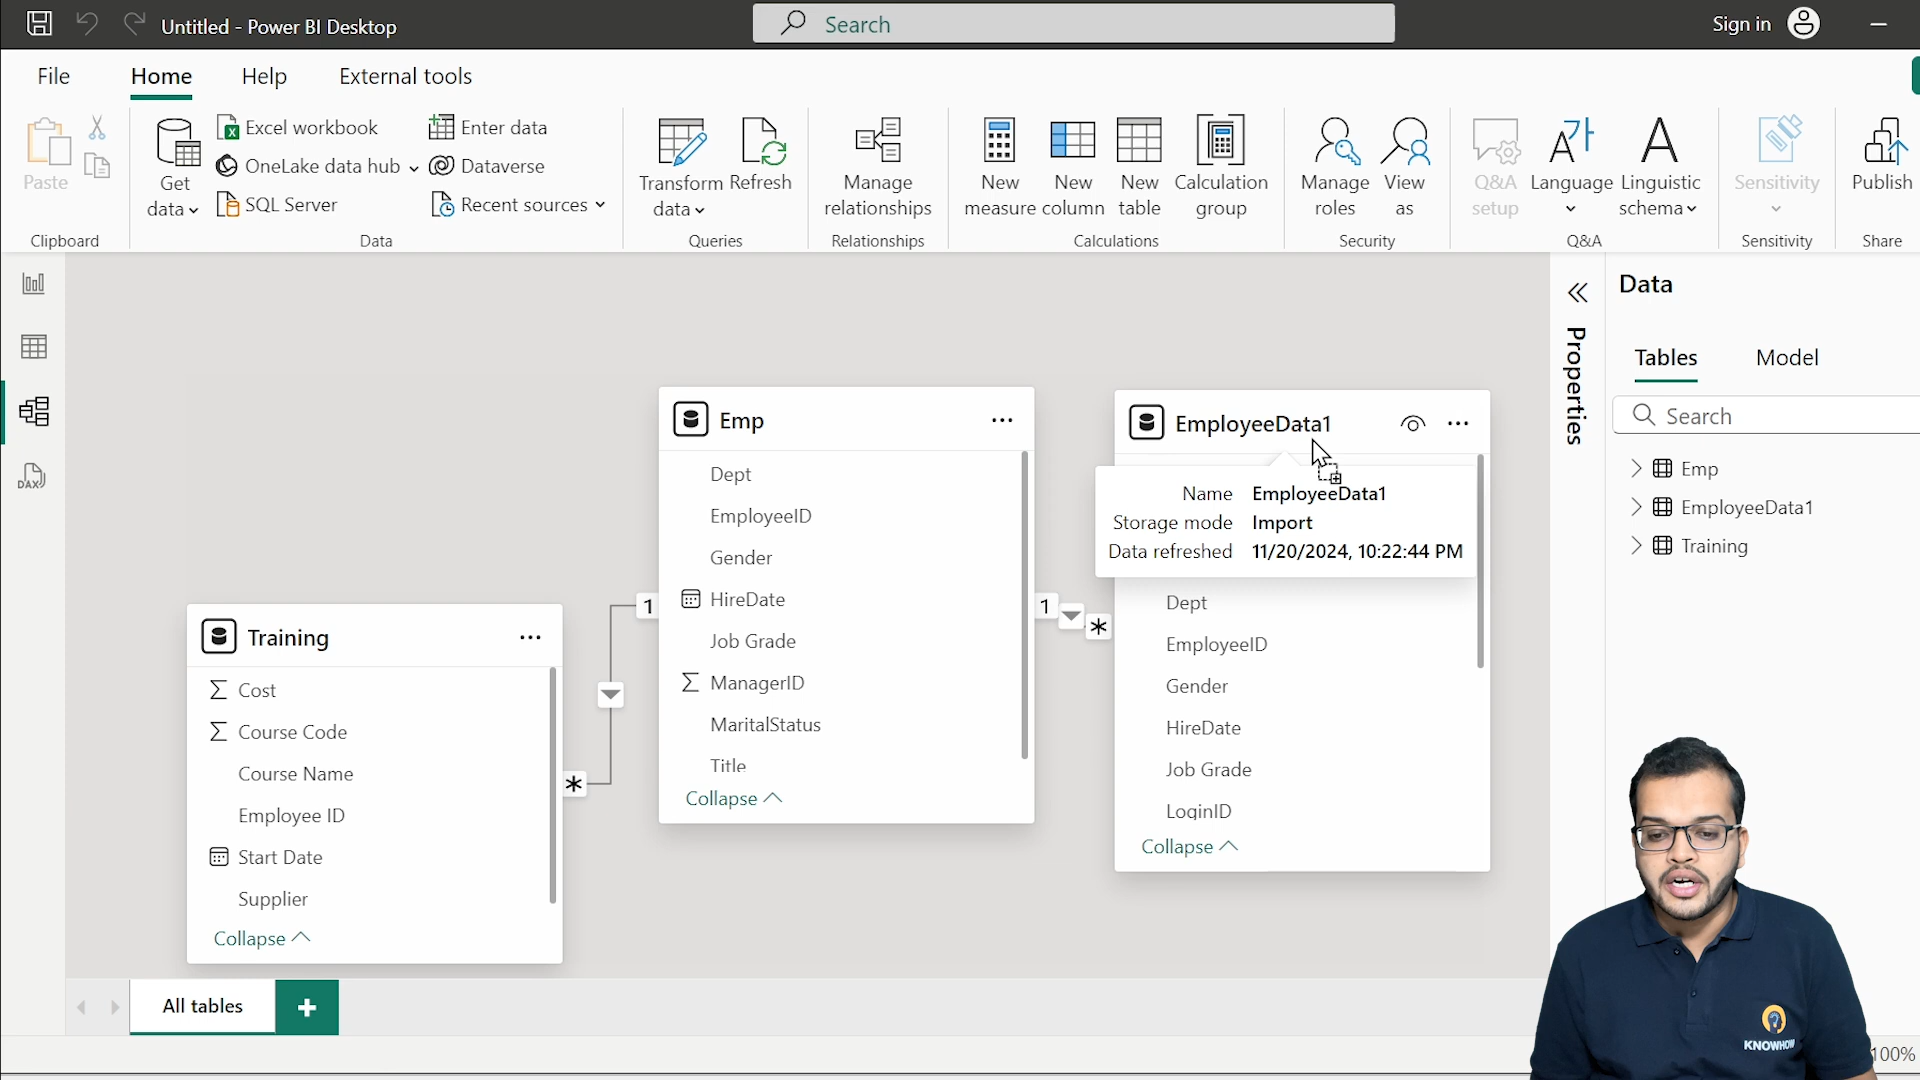 Untitled - Power BI Desktop
Search
Sign in
File
Home
Help
External tools
Paste
Clipboard
Get data
Excel workbook
OneLake data hub
SQL Server
Enter data
Dataverse
Recent sources
Data
Transform data
Refresh
Queries
Manage relationships
Relationships
New measure
New column
New table
Calculation group
Calculations
Manage roles
View as
Security
Q&A setup
Language
Linguistic schema
Q&A
Sensitivity
Sensitivity
Publish
Share
DAX
Training
Cost
Course Code
Course Name
Employee ID
Start Date
Supplier
Collapse
*
1
Emp
Dept
EmployeeID
Gender
HireDate
Job Grade
ManagerID
MaritalStatus
Title
Collapse
1
*
EmployeeData1
Name EmployeeData1
Storage mode Import
Data refreshed 11/20/2024, 10:22:44 PM
Dept
EmployeeID
Gender
HireDate
Job Grade
LoginID
Collapse
Properties
Data
Tables
Model
Search
Emp
EmployeeData1
Training
All tables
KNOWHOW
100%